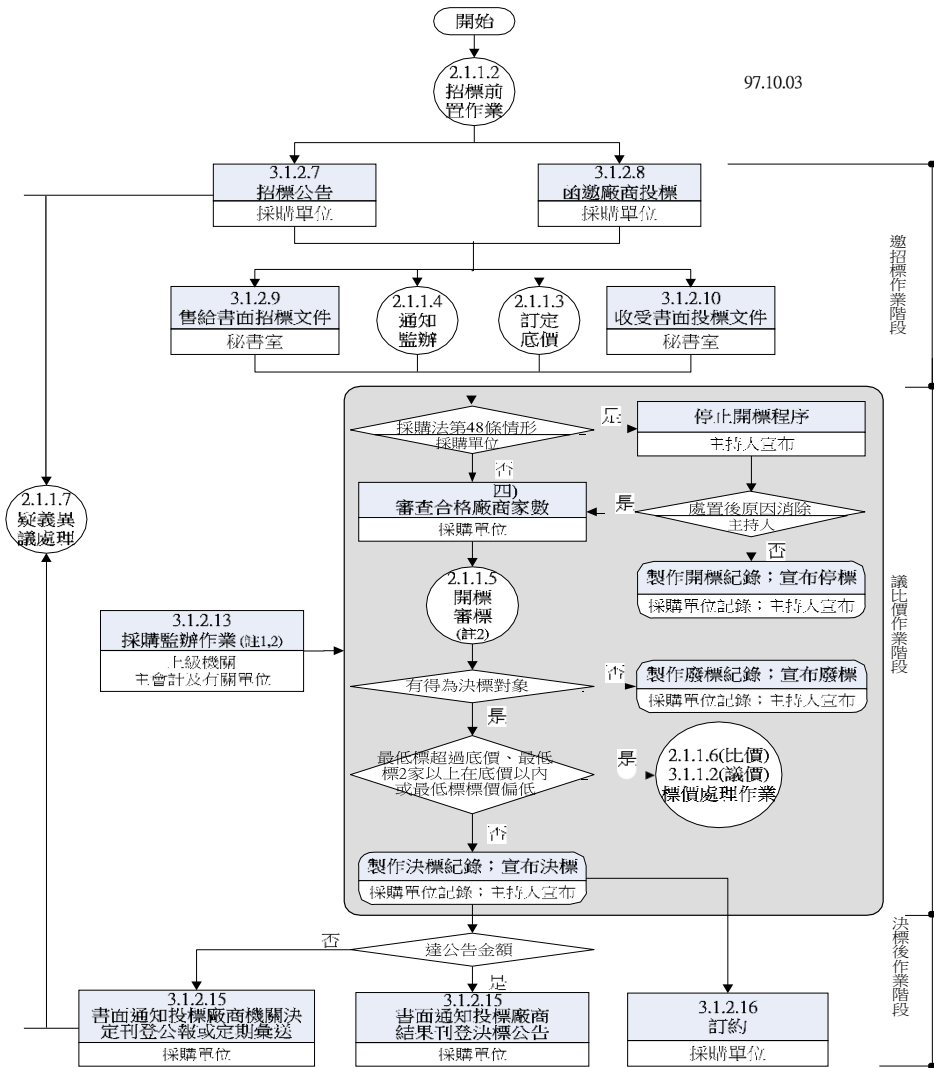 開始
2.1.1.2
招標前
置作業
97.10.03
3.1.2.7
招標公告
採購單位
3.1.2.8
函邀廠商投標
採購單位
邀招標作業階段
3.1.2.9
售給書面招標文件
秘書室
2.1.1.4
通知
監辦
2.1.1.3
訂定
底價
3.1.2.10
收受書面投標文件
秘書室
採購法第48條情形
採購單位
是
停止開標程序
主持人宣布
否
四)
審查合格廠商家數
採購單位
是
處置後原因消除
主持人
否
製作開標紀錄；宣布停標
採購單位記錄；主持人宣布
2.1.1.7
疑義異
議處理
2.1.1.5
開標
審標
(註2)
議比價作業階段
3.1.2.13
採購監辦作業 (註1,2)
上級機關
主會計及有關單位
有得為決標對象
否
製作廢標紀錄；宣布廢標
採購單位記錄；主持人宣布
是
最低標超過底價、最低
標2家以上在底價以內
或最低標標價偏低
是
2.1.1.6(比價)
3.1.1.2(議價)
標價處理作業
否
製作決標紀錄；宣布決標
採購單位記錄；主持人宣布
決標後作業階段
達公告金額
否
是
3.1.2.15
書面通知投標廠商機關決
定刊登公報或定期彙送
採購單位
3.1.2.15
書面通知投標廠商
結果刊登決標公告
採購單位
3.1.2.16
訂約
採購單位